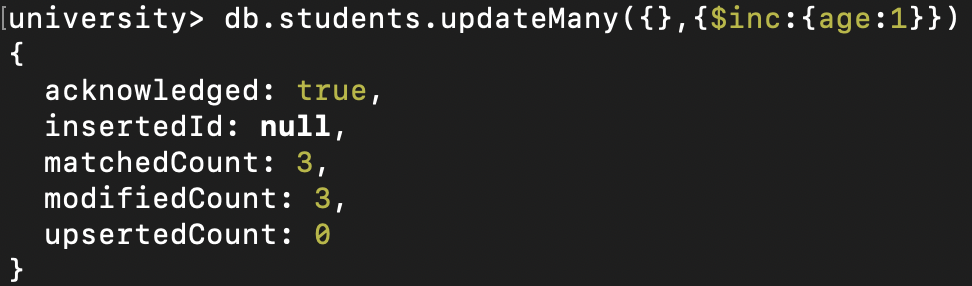 university> db.students.updateMany({},{$inc:{age:1}})
{
  acknowledged: true,
  insertedId: null,
  matchedCount: 3,
  modifiedCount: 3,
  upsertedCount: 0
}